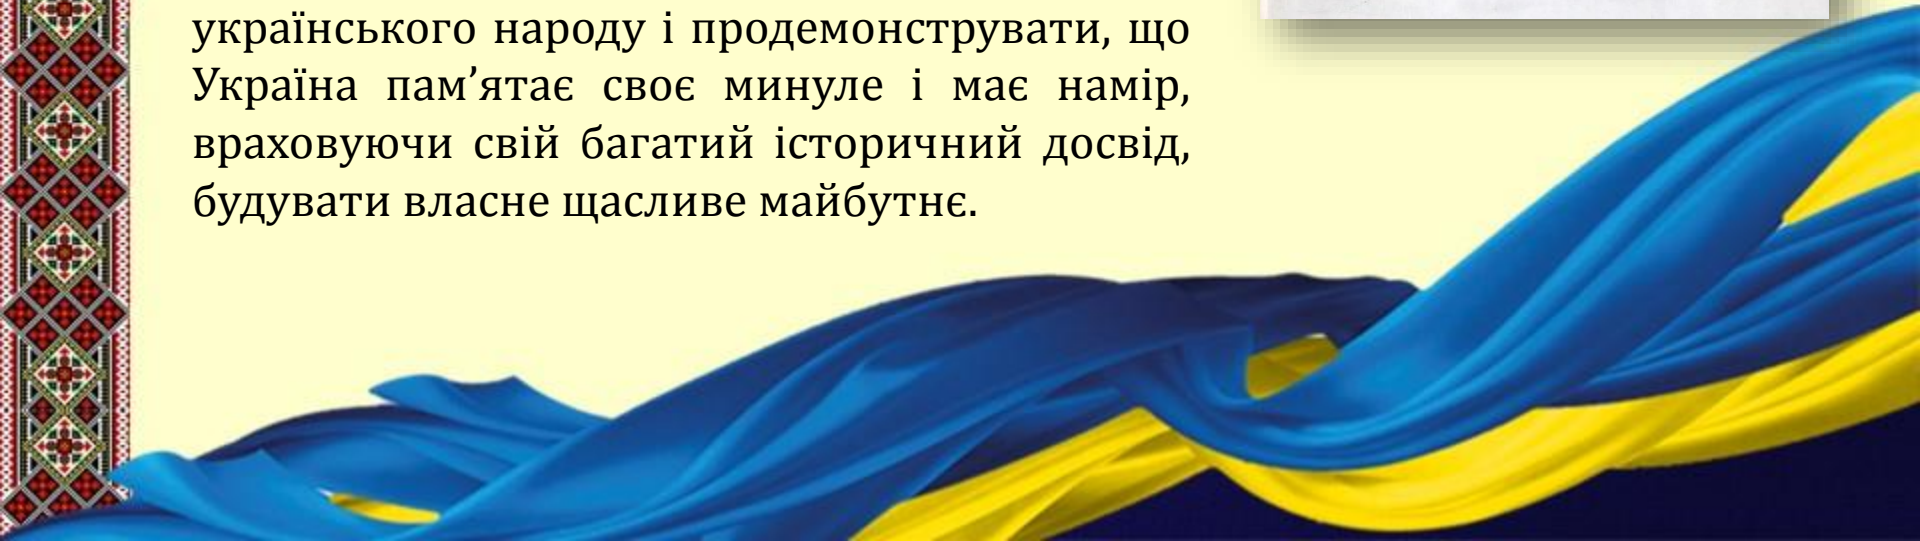 українського народу і продемонструвати, що
Україна пам’ятає своє минуле і має намір,
враховуючи свій багатий історичний досвід,
будувати власне щасливе майбутнє.